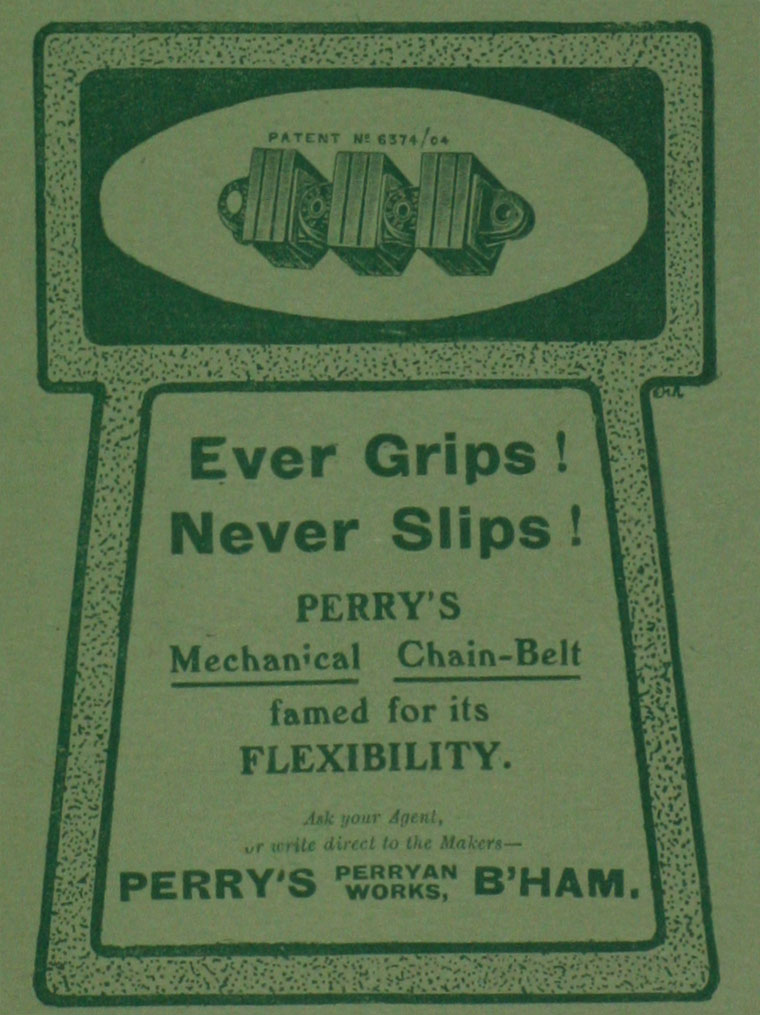 PATENT Nº 6374/04
Ever Grips!
Never Slips!
PERRY'S
Mechanical Chain-Belt
famed for its
FLEXIBILITY.
Ask your Agent,
or write direct to the Makers—
PERRY'S PERRYAN WORKS, B'HAM.